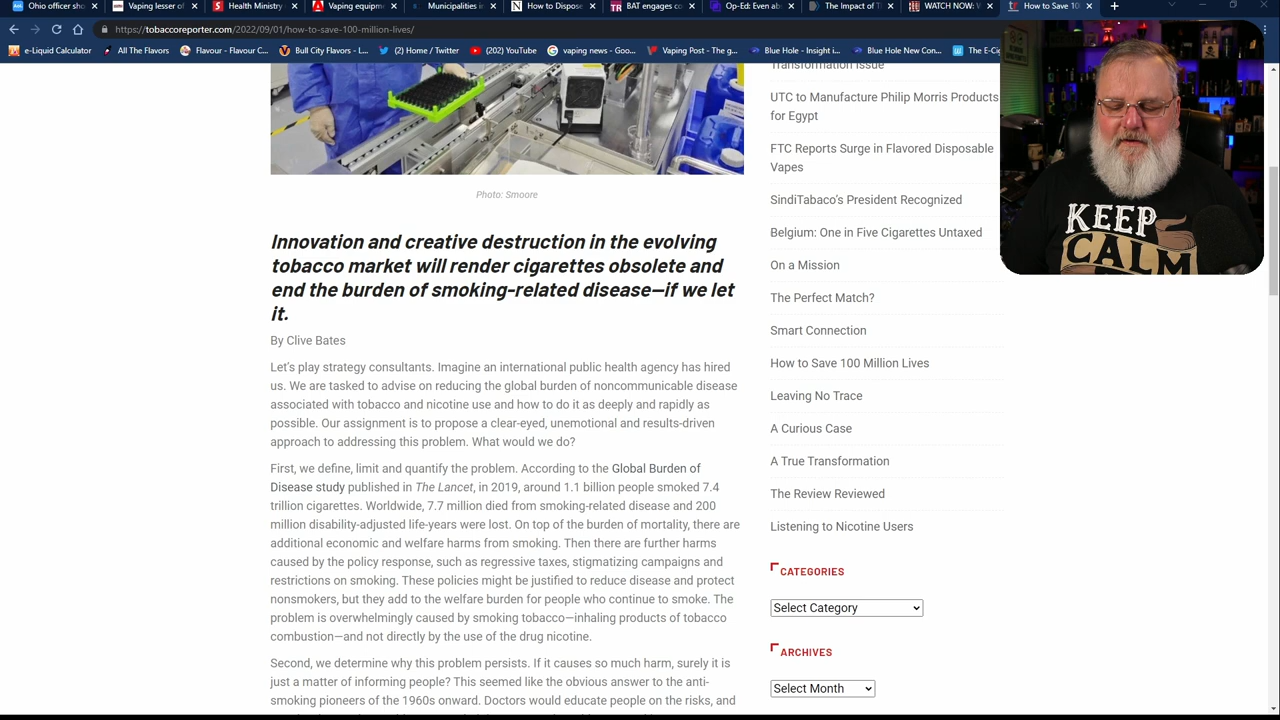 Ohio officer sho
Vaping lesser of
Health Ministry
Vaping equipm
Municipalities in
How to Dispose
BAT engages co
Op-Ed: Even ab
The Impact of T
WATCH NOW: W
How to Save 100
https://tobaccoreporter.com/2022/09/01/how-to-save-100-million-lives/
e-Liquid Calculator
All The Flavors
Flavour - Flavour C...
Bull City Flavors - I...
(2) Home / Twitter
(202) YouTube
vaping news - Goo...
Vaping Post - The g...
Blue Hole - Insight i...
Blue Hole New Con...
The E-Ci
Photo: Smoore
Innovation and creative destruction in the evolving
tobacco market will render cigarettes obsolete and
end the burden of smoking-related disease—if we let
it.
By Clive Bates
Let's play strategy consultants. Imagine an international public health agency has hired
us. We are tasked to advise on reducing the global burden of noncommunicable disease
associated with tobacco and nicotine use and how to do it as deeply and rapidly as
possible. Our assignment is to propose a clear-eyed, unemotional and results-driven
approach to addressing this problem. What would we do?
First, we define, limit and quantify the problem. According to the Global Burden of
Disease study published in The Lancet, in 2019, around 1.1 billion people smoked 7.4
trillion cigarettes. Worldwide, 7.7 million died from smoking-related disease and 200
million disability-adjusted life-years were lost. On top of the burden of mortality, there are
additional economic and welfare harms from smoking. Then there are further harms
caused by the policy response, such as regressive taxes, stigmatizing campaigns and
restrictions on smoking. These policies might be justified to reduce disease and protect
nonsmokers, but they add to the welfare burden for people who continue to smoke. The
problem is overwhelmingly caused by smoking tobacco—inhaling products of tobacco
combustion—and not directly by the use of the drug nicotine.
Second, we determine why this problem persists. If it causes so much harm, surely it is
just a matter of informing people? This seemed like the obvious answer to the anti-
smoking pioneers of the 1960s onward. Doctors would educate people on the risks, and
Transformation Issue
UTC to Manufacture Philip Morris Products
for Egypt
FTC Reports Surge in Flavored Disposable
Vapes
SindiTabaco's President Recognized
Belgium: One in Five Cigarettes Untaxed
On a Mission
The Perfect Match?
Smart Connection
How to Save 100 Million Lives
Leaving No Trace
A Curious Case
A True Transformation
The Review Reviewed
Listening to Nicotine Users
CATEGORIES
Select Category
ARCHIVES
Select Month
KEEP
CALM